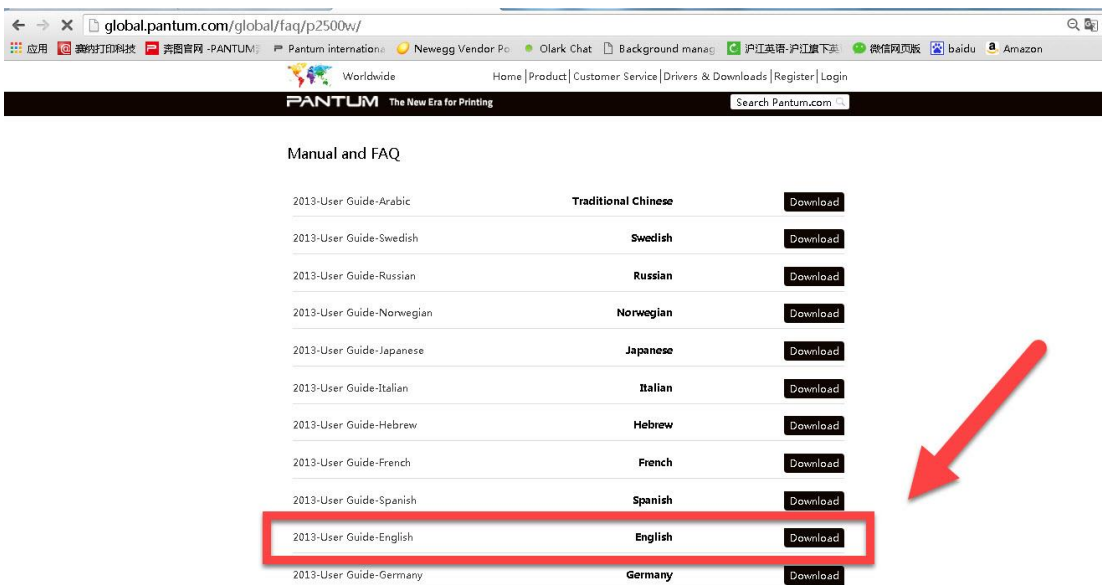 global.pantum.com/global/faq/p2500w/
应用 赛纳打印科技 奔图官网 -PANTUM Pantum internationa Newegg Vendor Po Olark Chat Background manag 沪江英语-沪江旗下英 微信网页版 baidu Amazon
Worldwide Home|Product|Customer Service|Drivers & Downloads|Register|Login
PANTUM The New Era for Printing Search Pantum.com
Manual and FAQ
2013-User Guide-Arabic Traditional Chinese Download
2013-User Guide-Swedish Swedish Download
2013-User Guide-Russian Russian Download
2013-User Guide-Norwegian Norwegian Download
2013-User Guide-Japanese Japanese Download
2013-User Guide-Italian Italian Download
2013-User Guide-Hebrew Hebrew Download
2013-User Guide-French French Download
2013-User Guide-Spanish Spanish Download
2013-User Guide-English English Download
2013-User Guide-Germany Germany Download